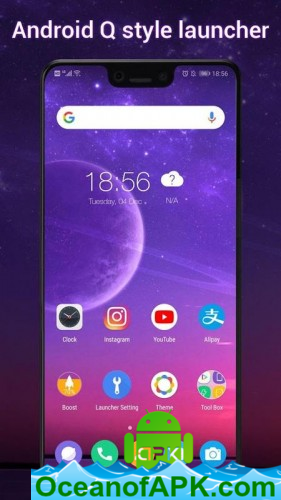 Android Q style launcher
18:56
G
18:56
Tuesday, 04 Dec
N/A
Clock Instagram YouTube Alipay
Boost Launcher Setting Theme Tool Box
OceanofAPK.com